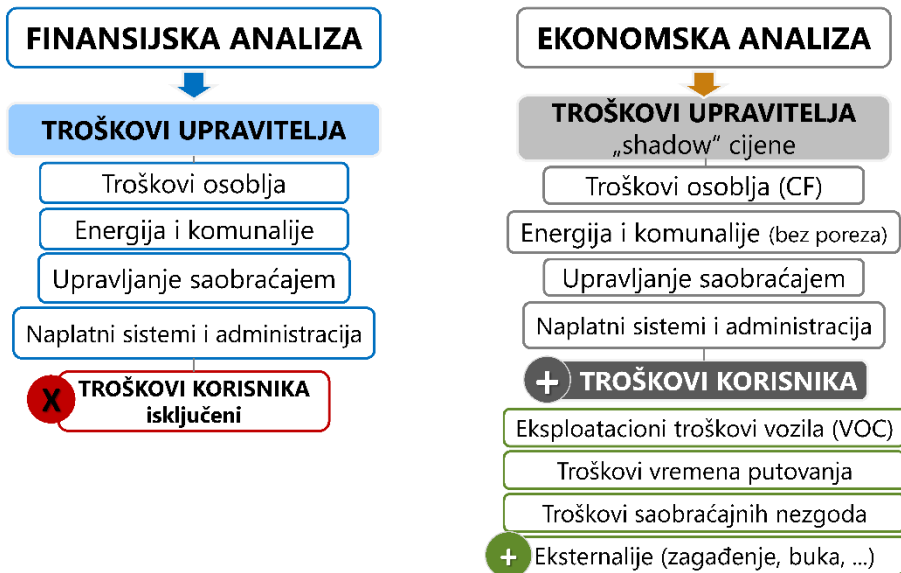 FINANSIJSKA ANALIZA
TROŠKOVI UPRAVITELJA
Troškovi osoblja
Energija i komunalije
Upravljanje saobraćajem
Naplatni sistemi i administracija
X
TROŠKOVI KORISNIKA
isključeni
EKONOMSKA ANALIZA
TROŠKOVI UPRAVITELJA
„shadow“ cijene
Troškovi osoblja (CF)
Energija i komunalije (bez poreza)
Upravljanje saobraćajem
Naplatni sistemi i administracija
+ TROŠKOVI KORISNIKA
Eksploatacioni troškovi vozila (VOC)
Troškovi vremena putovanja
Troškovi saobraćajnih nezgoda
+ Eksternalije (zagađenje, buka, ...)